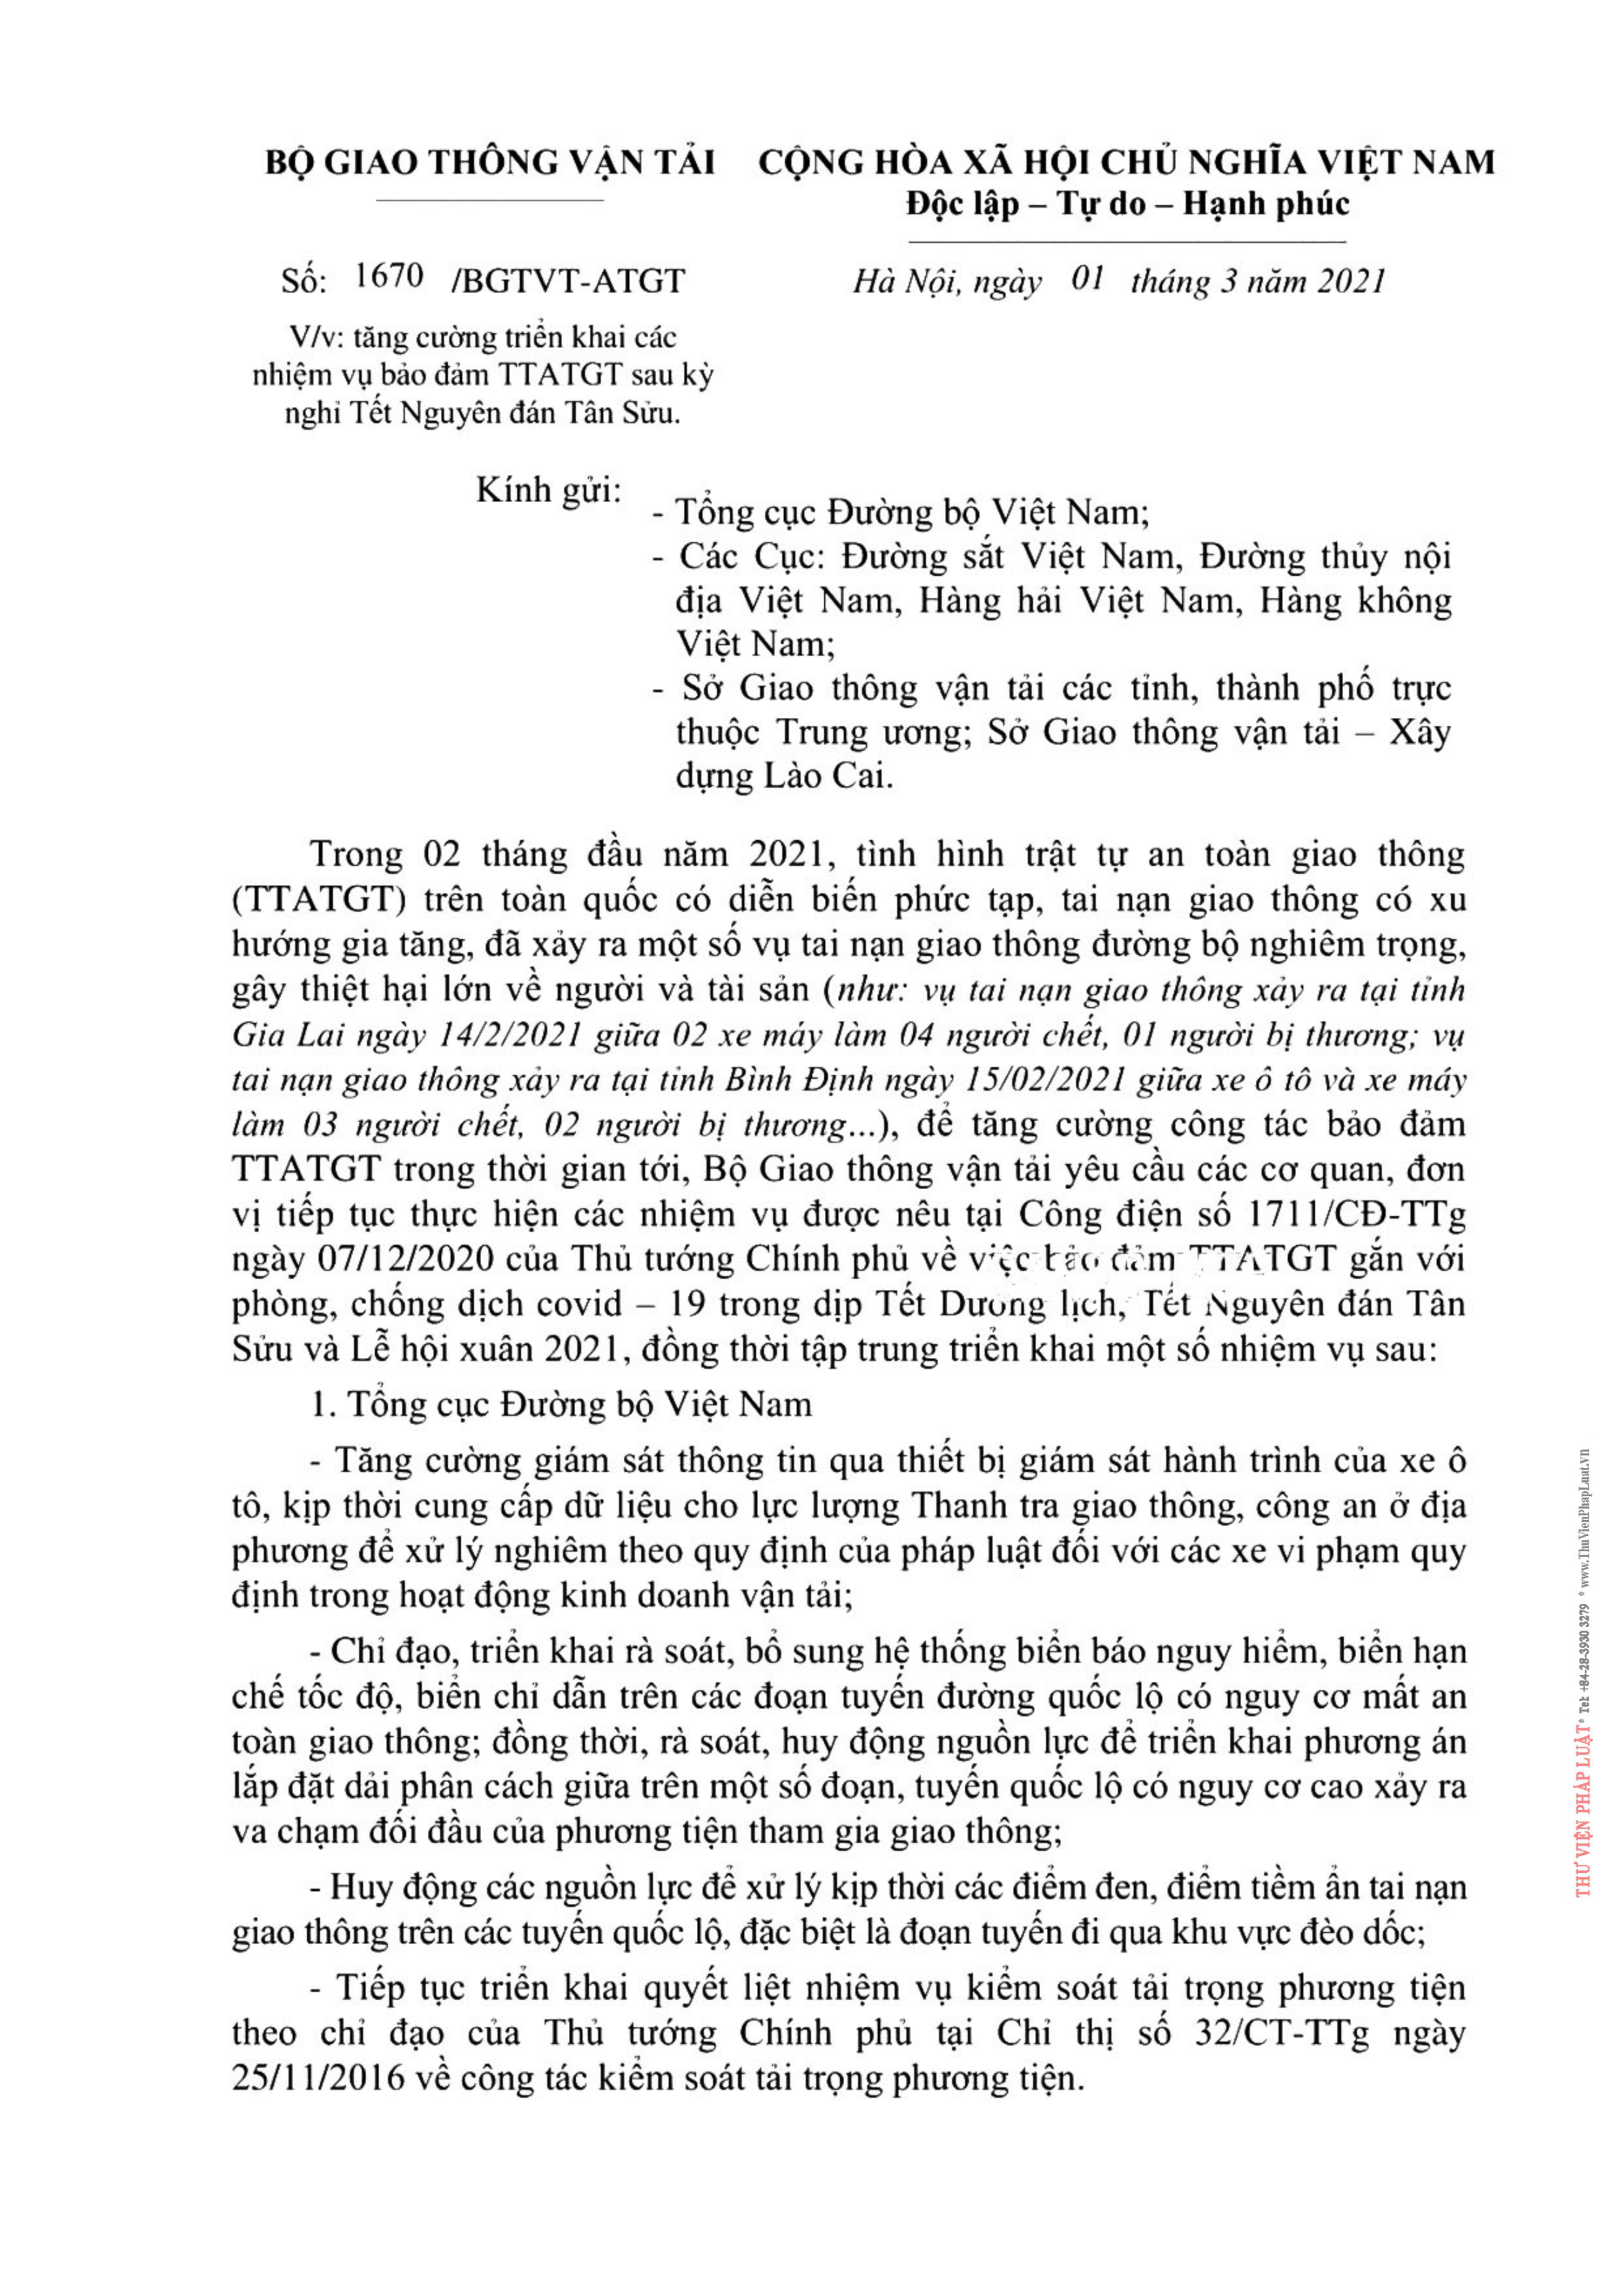 BỘ GIAO THÔNG VẬN TẢI
CỘNG HÒA XÃ HỘI CHỦ NGHĨA VIỆT NAM
Độc lập – Tự do – Hạnh phúc
Số: 1670 /BGTVT-ATGT
Hà Nội, ngày 01 tháng 3 năm 2021
V/v: tăng cường triển khai các
nhiệm vụ bảo đảm TTATGT sau kỳ
nghỉ Tết Nguyên đán Tân Sửu.
Kính gửi:
- Tổng cục Đường bộ Việt Nam;
- Các Cục: Đường sắt Việt Nam, Đường thủy nội
địa Việt Nam, Hàng hải Việt Nam, Hàng không
Việt Nam;
- Sở Giao thông vận tải các tỉnh, thành phố trực
thuộc Trung ương; Sở Giao thông vận tải – Xây
dựng Lào Cai.
Trong 02 tháng đầu năm 2021, tình hình trật tự an toàn giao thông
(TTATGT) trên toàn quốc có diễn biến phức tạp, tai nạn giao thông có xu
hướng gia tăng, đã xảy ra một số vụ tai nạn giao thông đường bộ nghiêm trọng,
gây thiệt hại lớn về người và tài sản (như: vụ tai nạn giao thông xảy ra tại tỉnh
Gia Lai ngày 14/2/2021 giữa 02 xe máy làm 04 người chết, 01 người bị thương; vụ
tai nạn giao thông xảy ra tại tỉnh Bình Định ngày 15/02/2021 giữa xe ô tô và xe máy
làm 03 người chết, 02 người bị thương...), để tăng cường công tác bảo đảm
TTATGT trong thời gian tới, Bộ Giao thông vận tải yêu cầu các cơ quan, đơn
vị tiếp tục thực hiện các nhiệm vụ được nêu tại Công điện số 1711/CĐ-TTg
ngày 07/12/2020 của Thủ tướng Chính phủ về việc bảo đảm TTATGT gắn với
phòng, chống dịch covid – 19 trong dịp Tết Dương lịch, Tết Nguyên đán Tân
Sửu và Lễ hội xuân 2021, đồng thời tập trung triển khai một số nhiệm vụ sau:
1. Tổng cục Đường bộ Việt Nam
- Tăng cường giám sát thông tin qua thiết bị giám sát hành trình của xe ô
tô, kịp thời cung cấp dữ liệu cho lực lượng Thanh tra giao thông, công an ở địa
phương để xử lý nghiêm theo quy định của pháp luật đối với các xe vi phạm quy
định trong hoạt động kinh doanh vận tải;
- Chỉ đạo, triển khai rà soát, bổ sung hệ thống biển báo nguy hiểm, biển hạn
chế tốc độ, biển chỉ dẫn trên các đoạn tuyến đường quốc lộ có nguy cơ mất an
toàn giao thông; đồng thời, rà soát, huy động nguồn lực để triển khai phương án
lắp đặt dải phân cách giữa trên một số đoạn, tuyến quốc lộ có nguy cơ cao xảy ra
va chạm đối đầu của phương tiện tham gia giao thông;
- Huy động các nguồn lực để xử lý kịp thời các điểm đen, điểm tiềm ẩn tai nạn
giao thông trên các tuyến quốc lộ, đặc biệt là đoạn tuyến đi qua khu vực đèo dốc;
- Tiếp tục triển khai quyết liệt nhiệm vụ kiểm soát tải trọng phương tiện
theo chỉ đạo của Thủ tướng Chính phủ tại Chỉ thị số 32/CT-TTg ngày
25/11/2016 về công tác kiểm soát tải trọng phương tiện.
THƯ VIỆN PHÁP LUẬT * Tel: +84-28-3930 3279 * www.ThuVienPhapLuat.vn